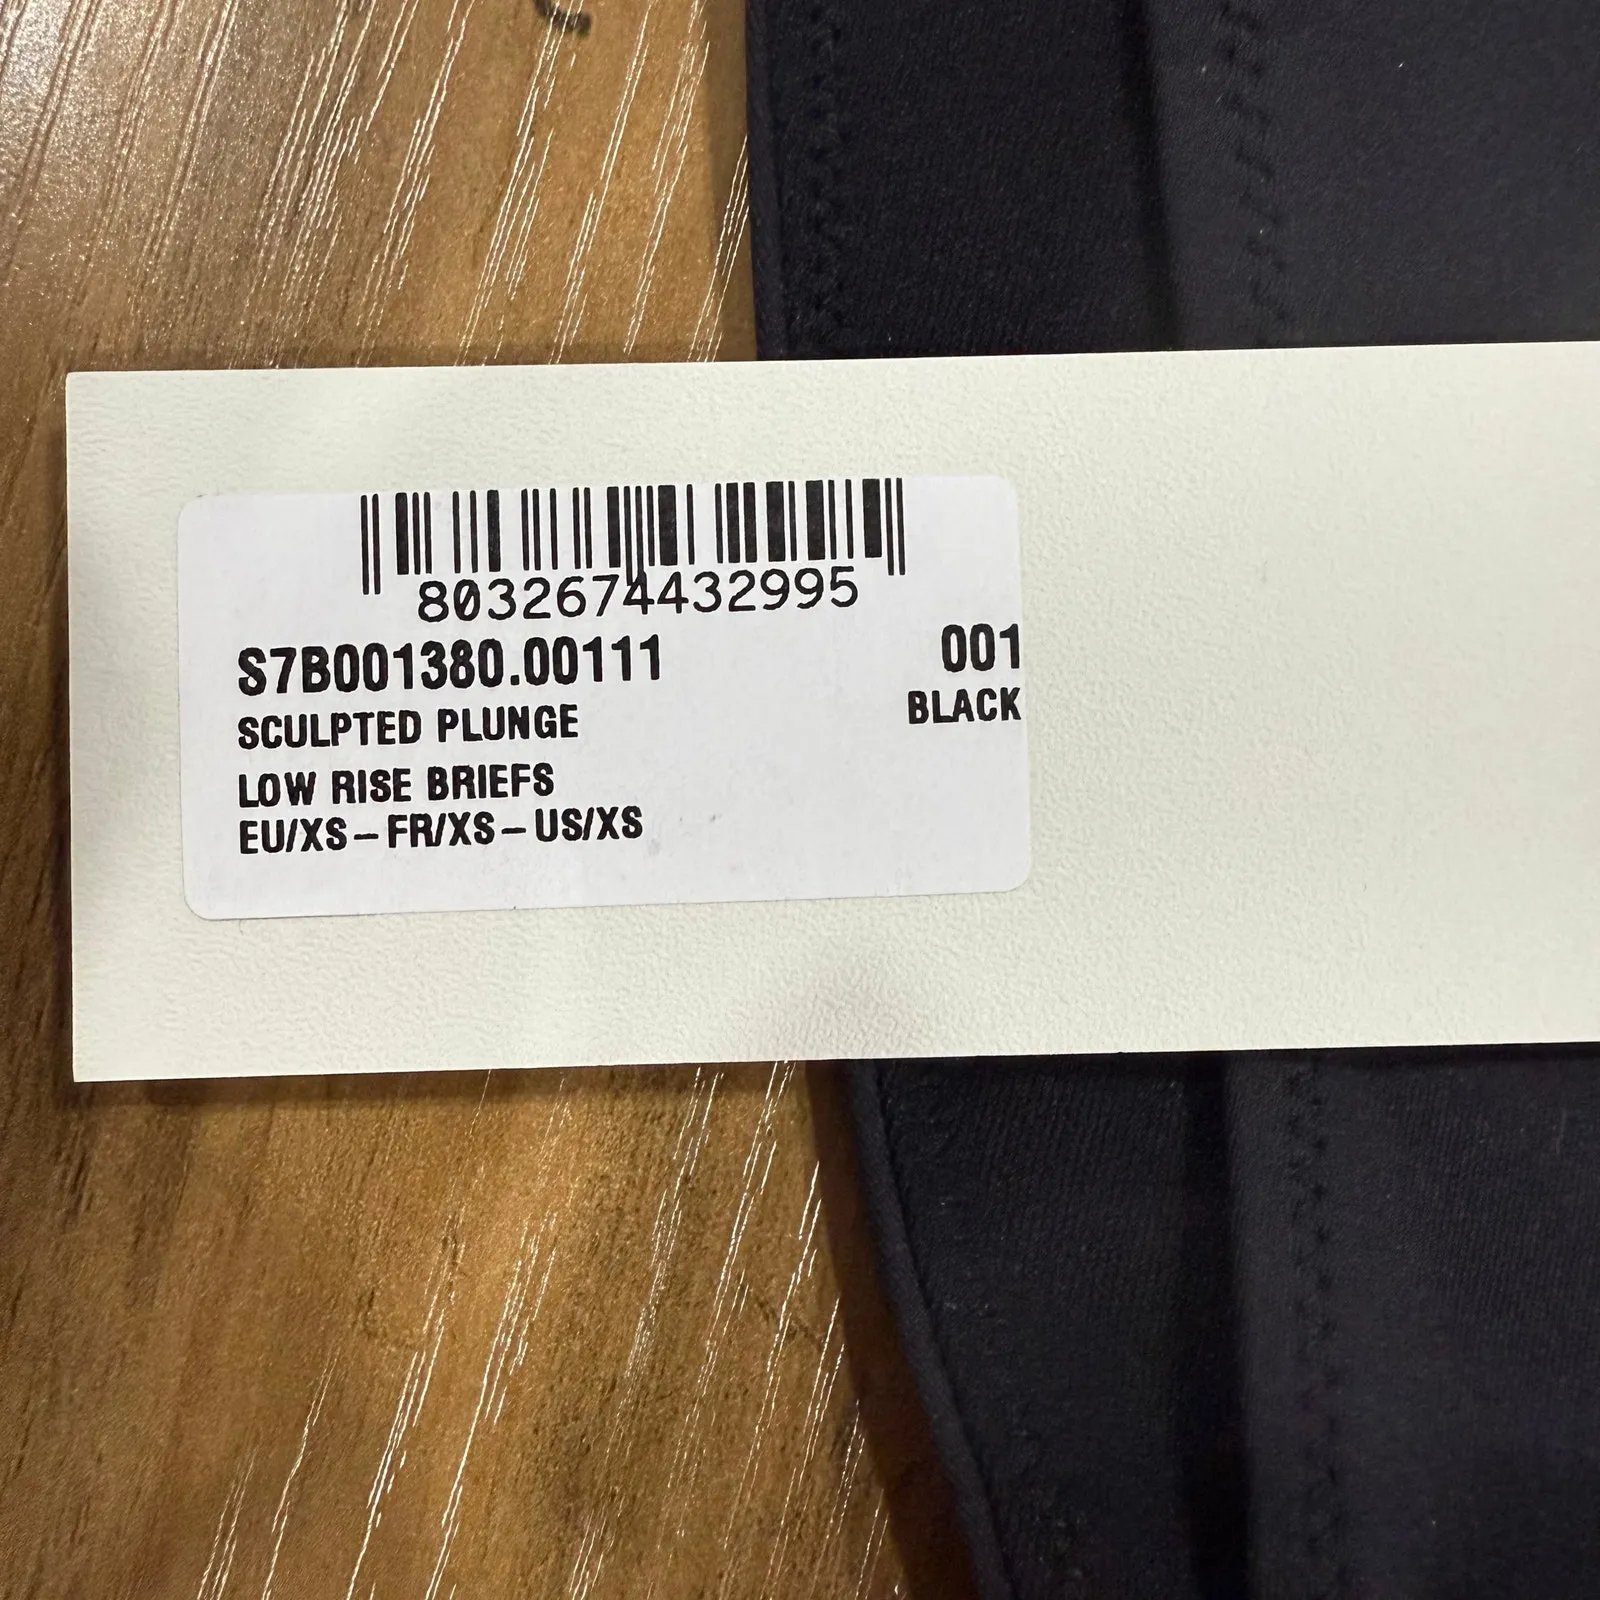 8032674432995
S7B001380.00111 001
SCULPTED PLUNGE BLACK
LOW RISE BRIEFS
EU/XS – FR/XS – US/XS